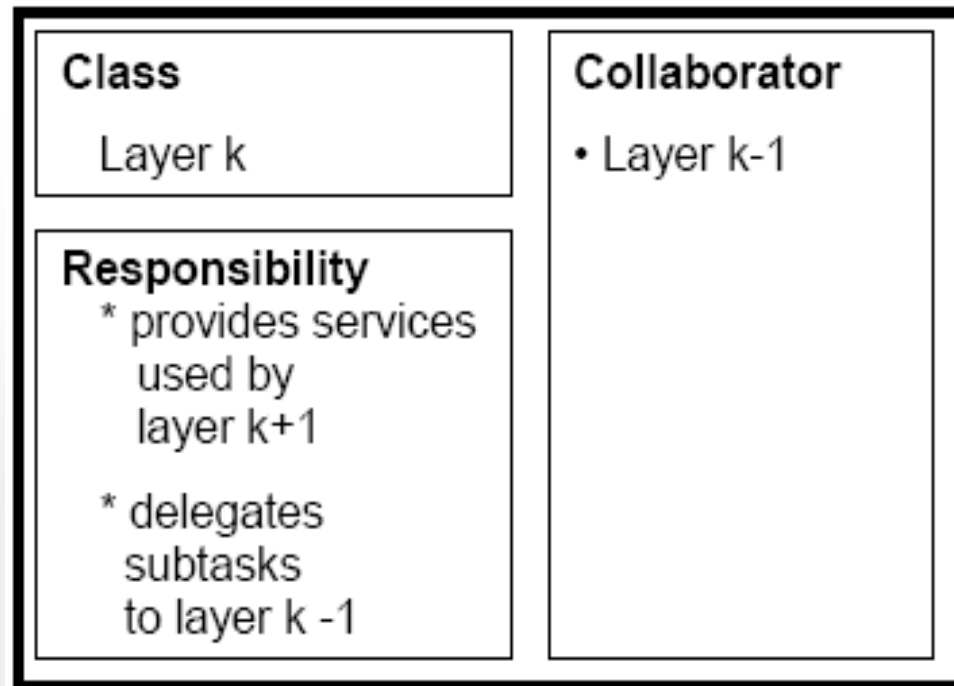 Class
Layer k
Responsibility
* provides services
used by
layer k+1
* delegates
subtasks
to layer k -1
Collaborator
• Layer k-1